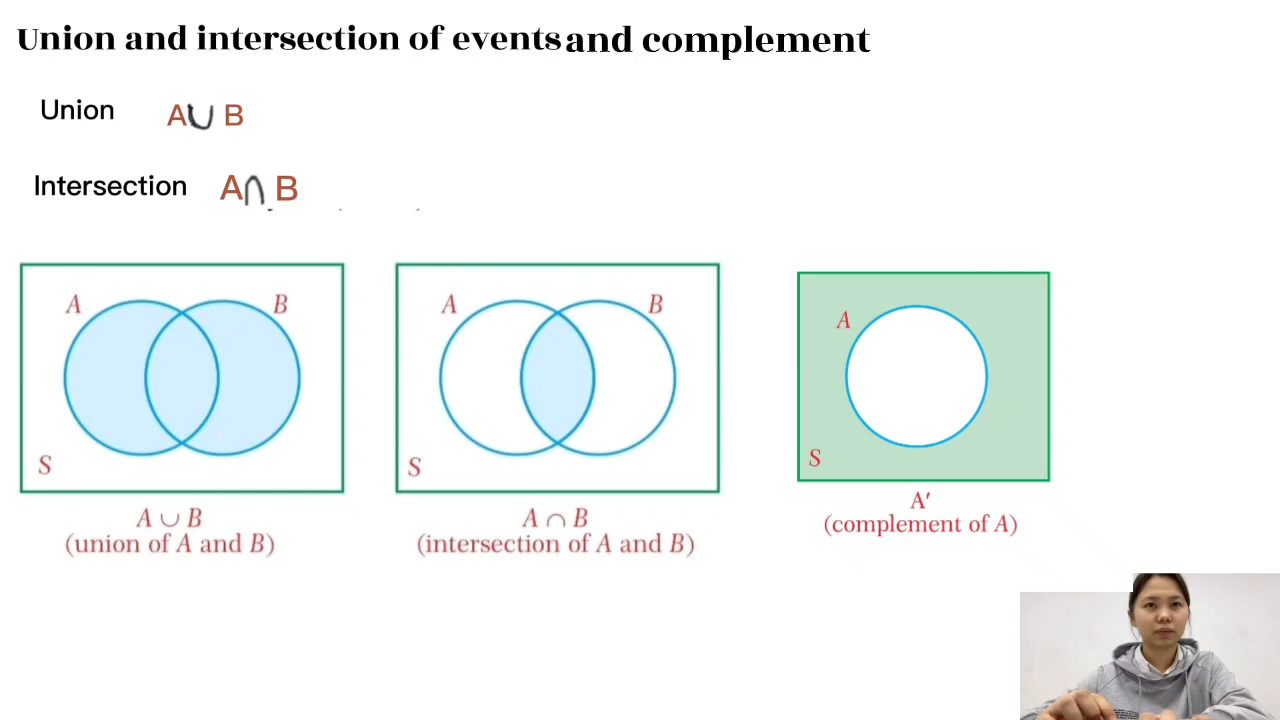 Union and intersection of events and complement
Union A∪ B
Intersection A∩ B
A B
S
A ∪ B
(union of A and B)
A B
S
A ∩ B
(intersection of A and B)
A
S
A′
(complement of A)